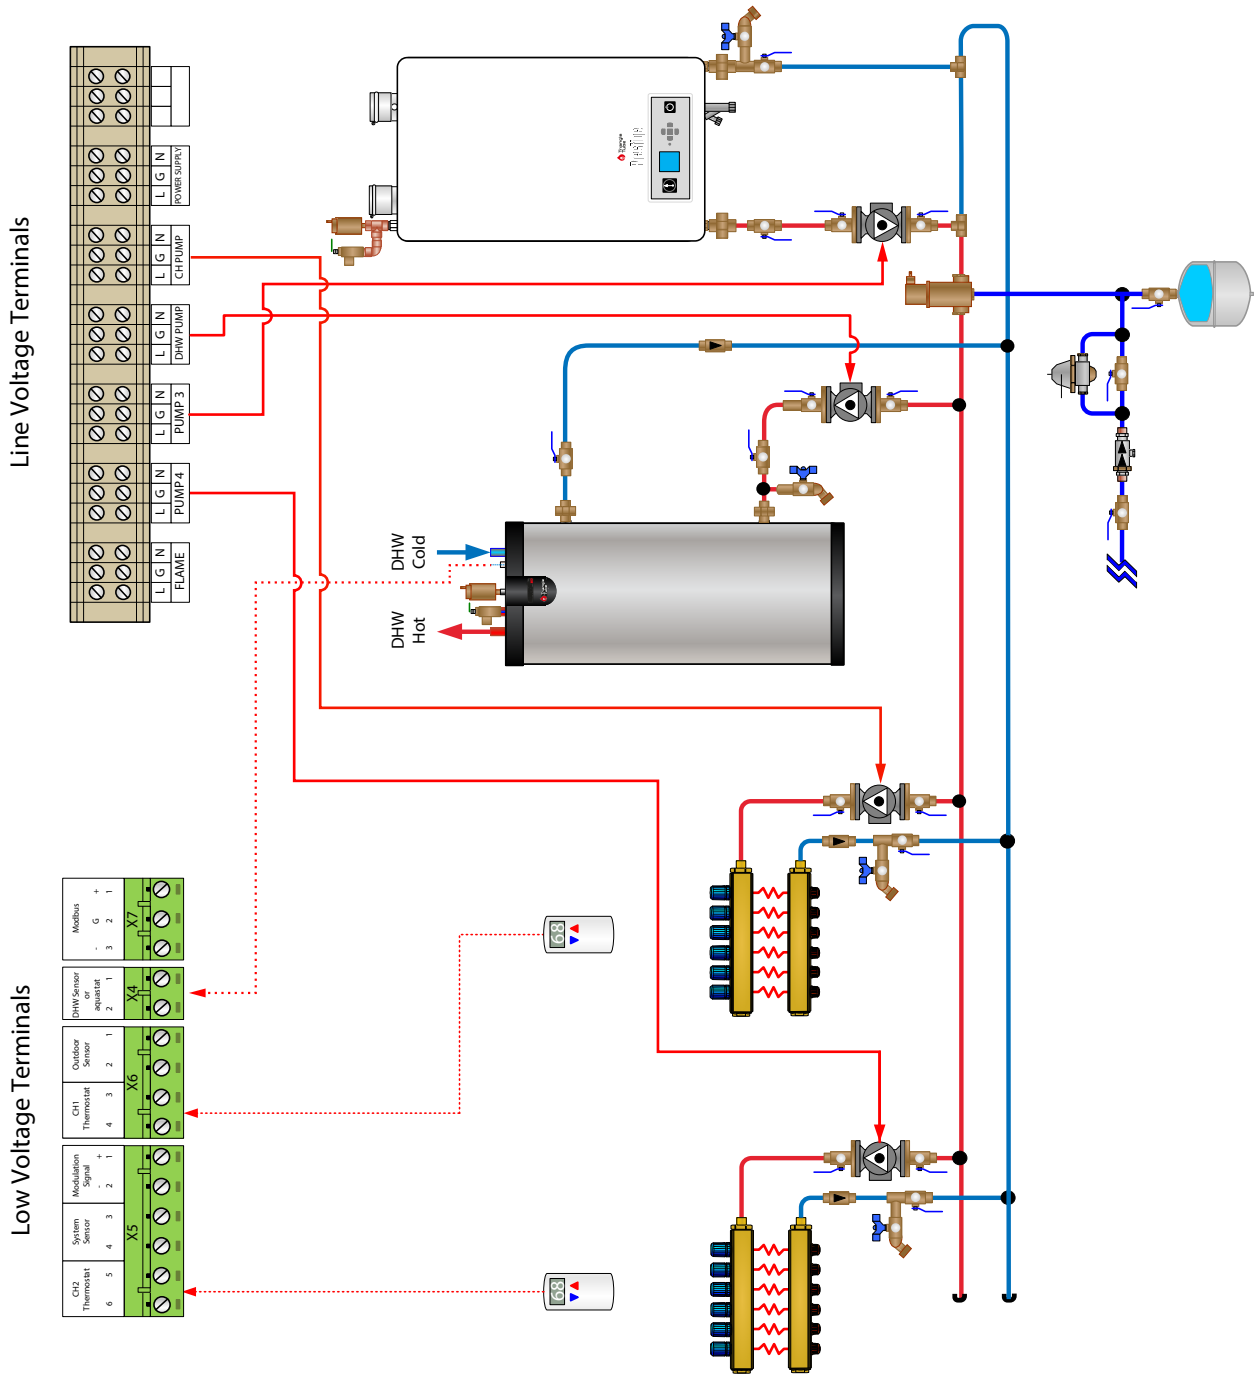 Line Voltage Terminals
L G N
POWER SUPPLY
L G N
CH PUMP
L G N
DHW PUMP
L G N
PUMP 3
L G N
PUMP 4
L G N
FLAME
Triangle
Tube
DHW
Cold
DHW
Hot
Low Voltage Terminals
Modbus
- G +
3 2 1
X7
DHW Sensor
or
aquastat
2 1
X4
Outdoor
Sensor
2 1
CH1
Thermostat
4 3
X6
Modulation
Signal
- +
2 1
System
Sensor
4 3
CH2
Thermostat
6 5
X5
68
68